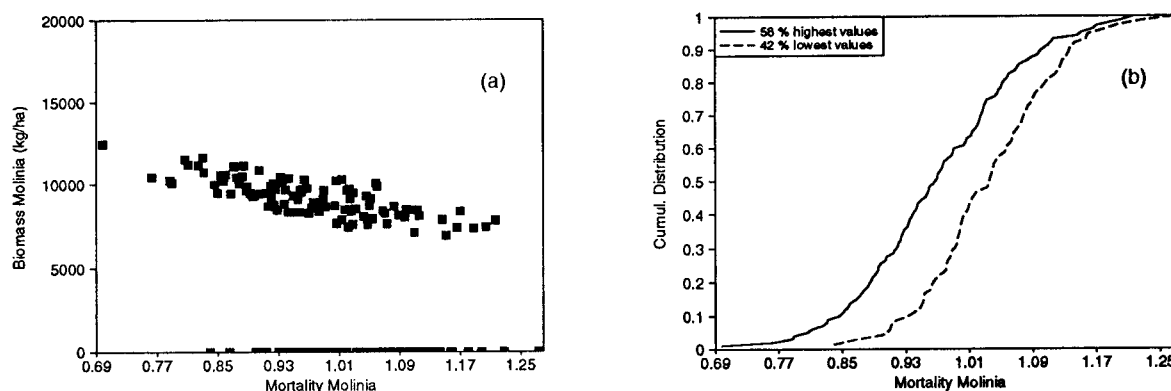 20000
15000
10000
5000
0
Biomass Molinia (kg/ha)
(a)
0.69 0.77 0.85 0.93 1.01 1.09 1.17 1.25
Mortality Molinia
1
0.9
0.8
0.7
0.6
0.5
0.4
0.3
0.2
0.1
0
Cumul. Distribution
58 % highest values
42 % lowest values
(b)
0.69 0.77 0.85 0.93 1.01 1.09 1.17 1.25
Mortality Molinia